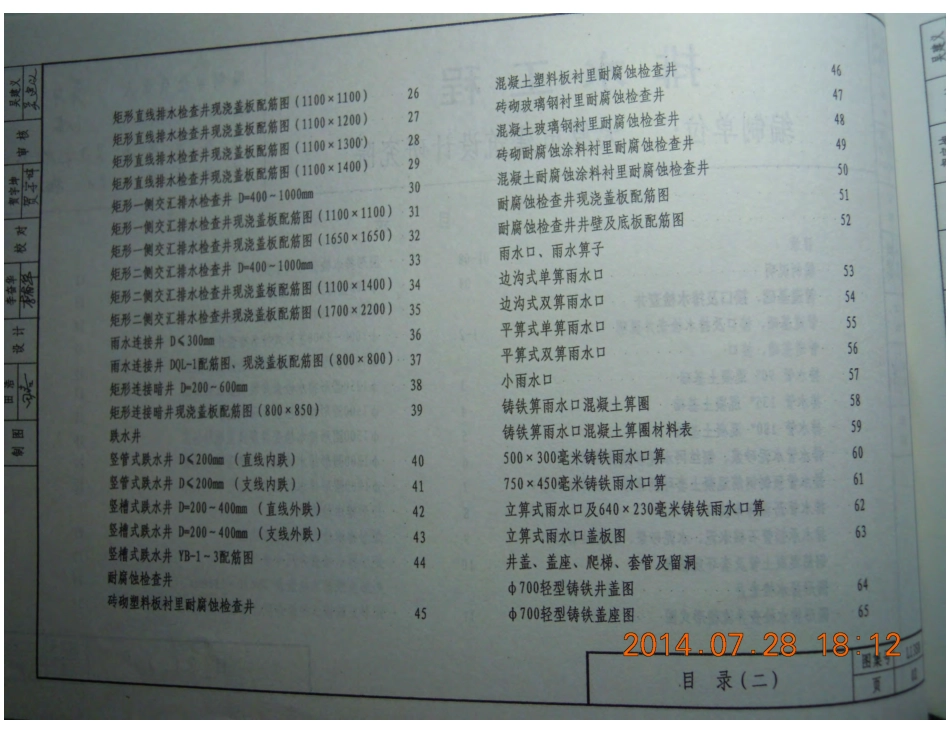 矩形直线排水检查井现浇盖板配筋图(1100×1100) 26
矩形直线排水检查井现浇盖板配筋图(1100×1200) 27
矩形直线排水检查井现浇盖板配筋图(1100×1300) 28
矩形直线排水检查井现浇盖板配筋图(1100×1400) 29
矩形一侧交汇排水检查井 D=400-1000mm 30
矩形一侧交汇排水检查井现浇盖板配筋图(1100×1100) 31
矩形一侧交汇排水检查井现浇盖板配筋图(1650×1650) 32
矩形二侧交汇排水检查井 D=400-1000mm 33
矩形二侧交汇排水检查井现浇盖板配筋图(1100×1400) 34
矩形二侧交汇排水检查井现浇盖板配筋图(1700×2200) 35
雨水连接井 D≤300mm 36
雨水连接井 DQL-1配筋图、现浇盖板配筋图(800×800) 37
矩形连接暗井 D=200-600mm 38
矩形连接暗井现浇盖板配筋图(800×850) 39
跌水井
竖管式跌水井 D≤200mm (直线内跌) 40
竖管式跌水井 D≤200mm (支线内跌) 41
竖槽式跌水井 D=200-400mm (直线外跌) 42
竖槽式跌水井 D=200-400mm (支线外跌) 43
竖槽式跌水井 YB-1-3配筋图 44
耐腐蚀检查井
砖砌塑料板衬里耐腐蚀检查井 45
混凝土塑料板衬里耐腐蚀检查井 46
砖砌玻璃钢衬里耐腐蚀检查井 47
混凝土玻璃钢衬里耐腐蚀检查井 48
砖砌耐腐蚀涂料衬里耐腐蚀检查井 49
混凝土耐腐蚀涂料衬里耐腐蚀检查井 50
耐腐蚀检查井现浇盖板配筋图 51
耐腐蚀检查井井壁及底板配筋图 52
雨水口、雨水箅子
边沟式单箅雨水口 53
边沟式双箅雨水口 54
平箅式单箅雨水口 55
平箅式双箅雨水口 56
小雨水口 57
铸铁箅雨水口混凝土箅圈 58
铸铁箅雨水口混凝土箅圈材料表 59
500×300毫米铸铁雨水口箅 60
750×450毫米铸铁雨水口箅 61
立箅式雨水口及640×230毫米铸铁雨水口箅 62
立箅式雨水口盖板图 63
井盖、盖座、爬梯、套管及留洞
φ700轻型铸铁井盖图 64
φ700轻型铸铁盖座图 65
2014.07.28 18:12
目 录(二)
图集号
页
审核
校对
设计
制图